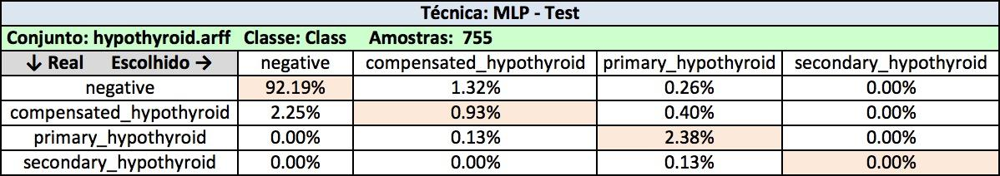 Técnica: MLP - Test
Conjunto: hypothyroid.arff Classe: Class Amostras: 755
↓ Real Escolhido → negative compensated_hypothyroid primary_hypothyroid secondary_hypothyroid
negative 92.19% 1.32% 0.26% 0.00%
compensated_hypothyroid 2.25% 0.93% 0.40% 0.00%
primary_hypothyroid 0.00% 0.13% 2.38% 0.00%
secondary_hypothyroid 0.00% 0.00% 0.13% 0.00%